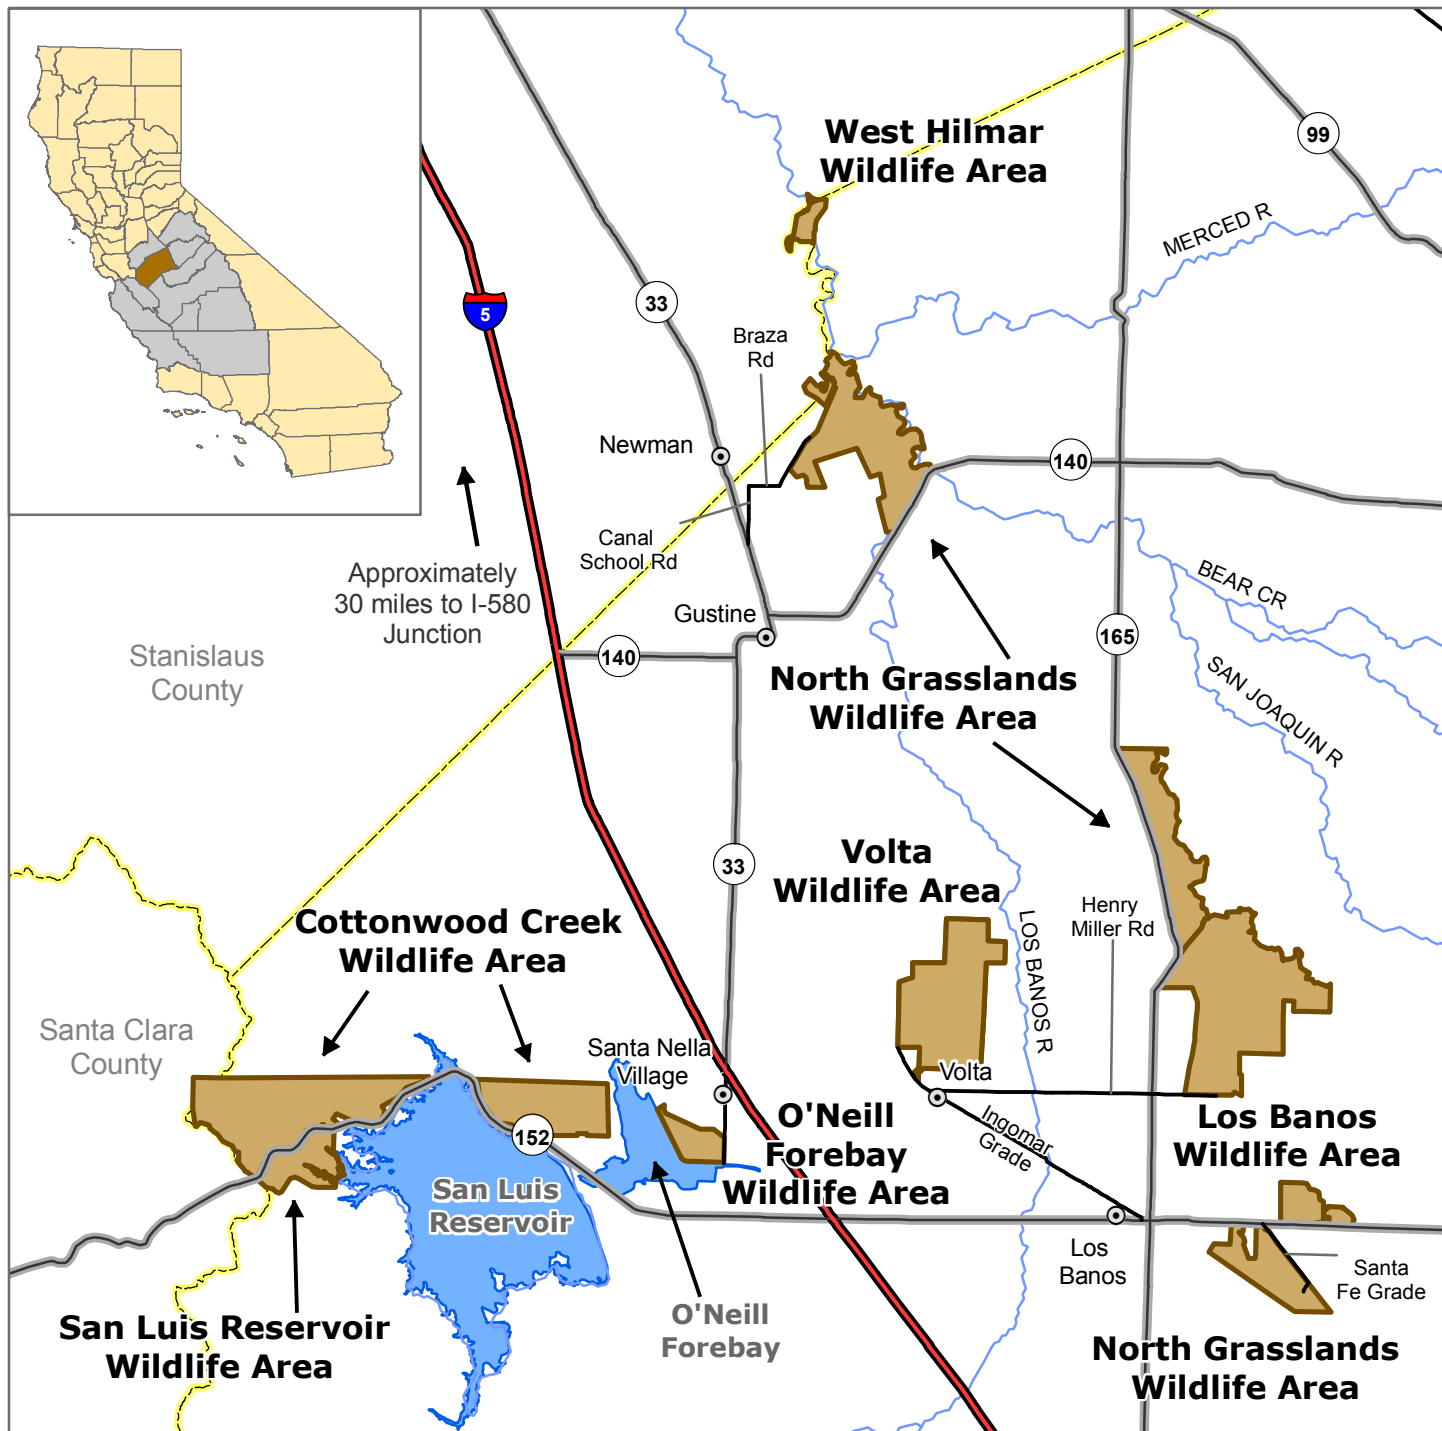 West Hilmar
Wildlife Area
99
MERCED R
33
5
Braza
Rd
Newman
140
Canal
School Rd
Approximately
30 miles to I-580
Junction
BEAR CR
Gustine
165
140
Stanislaus
County
SAN JOAQUIN R
North Grasslands
Wildlife Area
33
Volta
Wildlife Area
Henry
Miller Rd
LOS BANOS R
Cottonwood Creek
Wildlife Area
Santa Clara
County
Santa Nella
Village
Volta
O'Neill
Forebay
Wildlife Area
Ingomar
Grade
Los Banos
Wildlife Area
152
San Luis
Reservoir
Los
Banos
Santa
Fe Grade
O'Neill
Forebay
San Luis Reservoir
Wildlife Area
North Grasslands
Wildlife Area